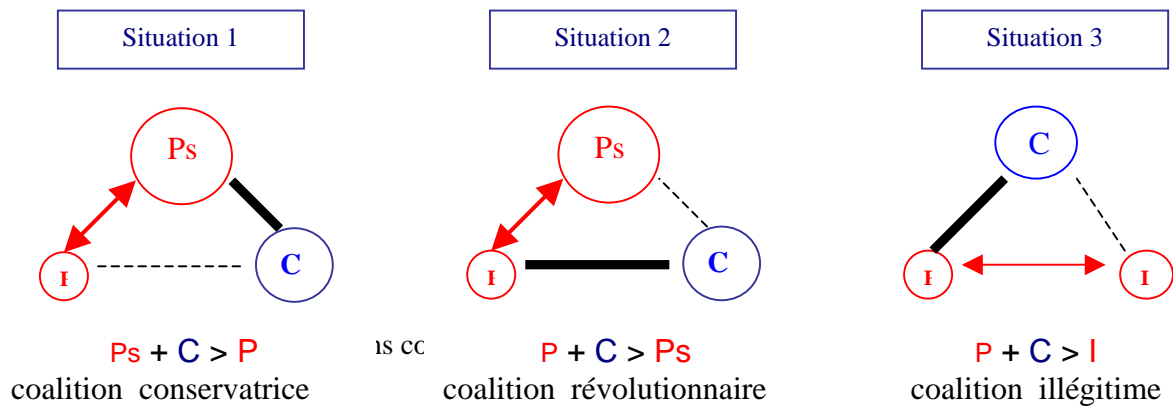 Situation 1
Situation 2
Situation 3
Ps
C
Ps
C
C
Ps + C > P
P + C > Ps
P + C > I
coalition conservatrice
coalition révolutionnaire
coalition illégitime